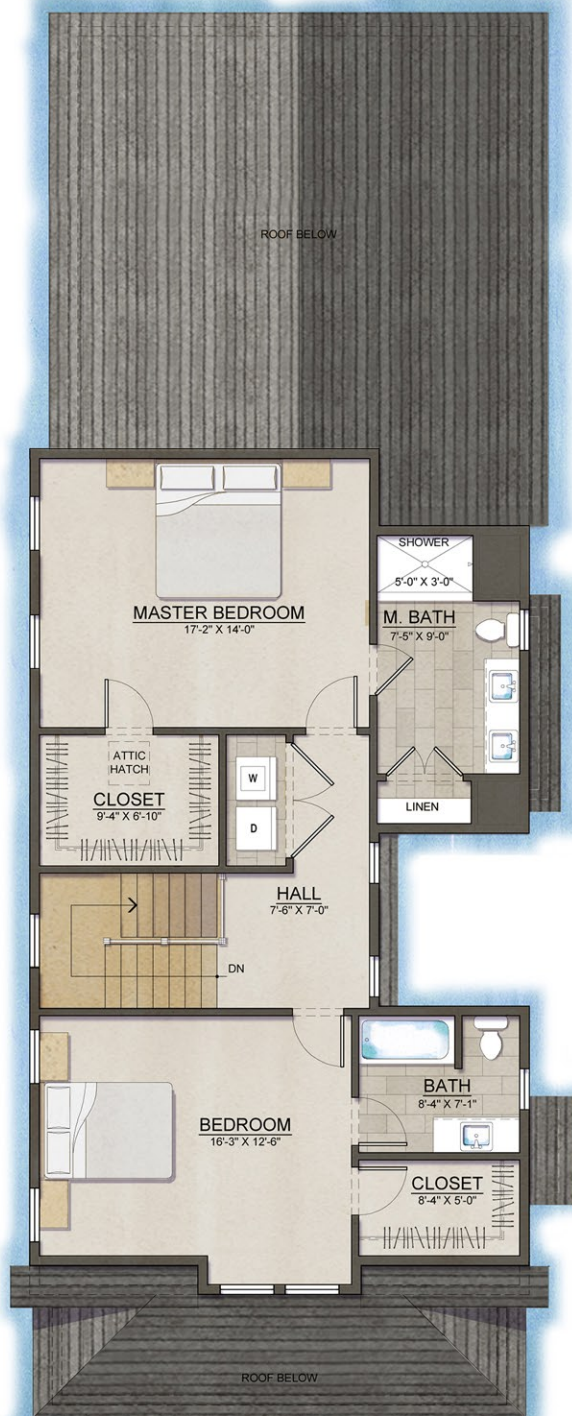 ROOF BELOW
SHOWER
5'-0" X 3'-0"
MASTER BEDROOM
17'-2" X 14'-0"
M. BATH
7'-5" X 9'-0"
ATTIC
HATCH
CLOSET
9'-4" X 6'-10"
W
D
LINEN
HALL
7'-6" X 7'-0"
DN
BATH
8'-4" X 7'-1"
BEDROOM
16'-3" X 12'-6"
CLOSET
8'-4" X 5'-0"
ROOF BELOW